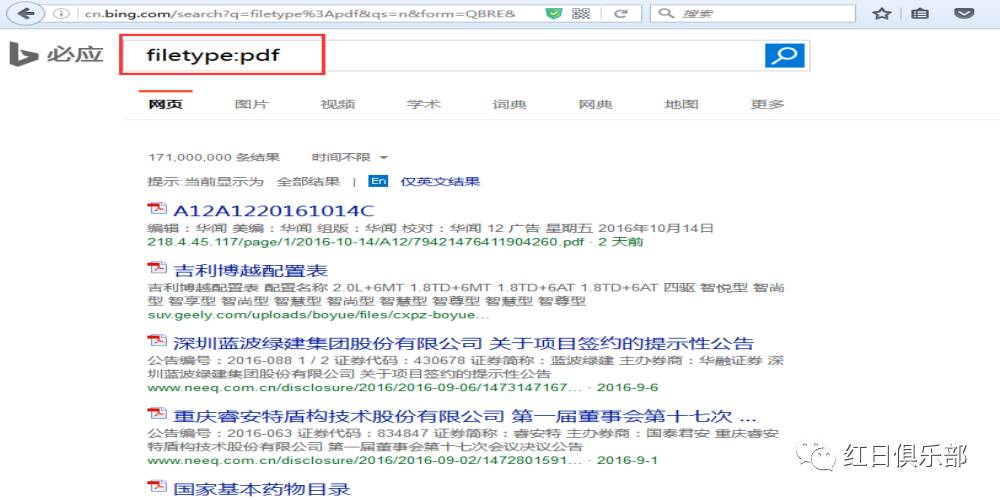 cn.bing.com/search?q=filetype%3Apdf&qs=n&form=QBRE&
搜索
必应
filetype:pdf
网页 图片 视频 学术 词典 网典 地图 更多
171,000,000 条结果 时间不限
提示:当前显示为 全部结果 | En 仅英文结果
A12A1220161014C
编辑：华闻 美编：华闻 组版：华闻 校对：华闻 12 广告 星期五 2016年10月14日
218.4.45.117/page/1/2016-10-14/A12/79421476411904260.pdf · 2 天前
吉利博越配置表
吉利博越配置表 配置名称 2.0L+6MT 1.8TD+6MT 1.8TD+6AT 1.8TD+6AT 四驱 智悦型 智尚
型 智享型 智尚型 智慧型 智尚型 智慧型 智尊型 智慧型 智尊型
suv.geely.com/uploads/boyue/files/cxpz-boyue...
深圳蓝波绿建集团股份有限公司 关于项目签约的提示性公告
公告编号：2016-088 1 / 2 证券代码：430678 证券简称：蓝波绿建 主办券商：华融证券 深
圳蓝波绿建集团股份有限公司 关于项目签约的提示性公告
www.neeq.com.cn/disclosure/2016/2016-09-06/1473147167... · 2016-9-6
重庆睿安特盾构技术股份有限公司 第一届董事会第十七次 ...
公告编号：2016-063 证券代码：834847 证券简称：睿安特 主办券商：国泰君安 重庆睿安
特盾构技术股份有限公司 第一届董事会第十七次会议决议公告
www.neeq.com.cn/disclosure/2016/2016-09-02/1472801591... · 2016-9-1
国家基本药物目录
红日俱乐部